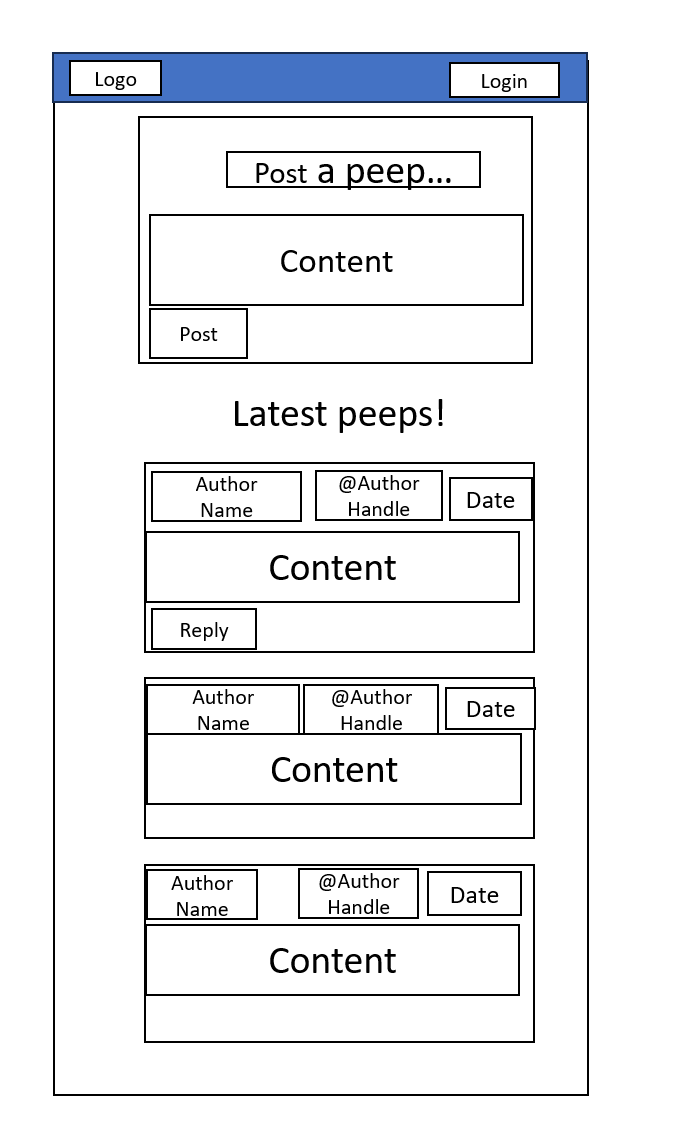 Logo
Login
Post a peep...
Content
Post
Latest peeps!
Author
Name
@Author
Handle
Date
Content
Reply
Author
Name
@Author
Handle
Date
Content
Author
Name
@Author
Handle
Date
Content